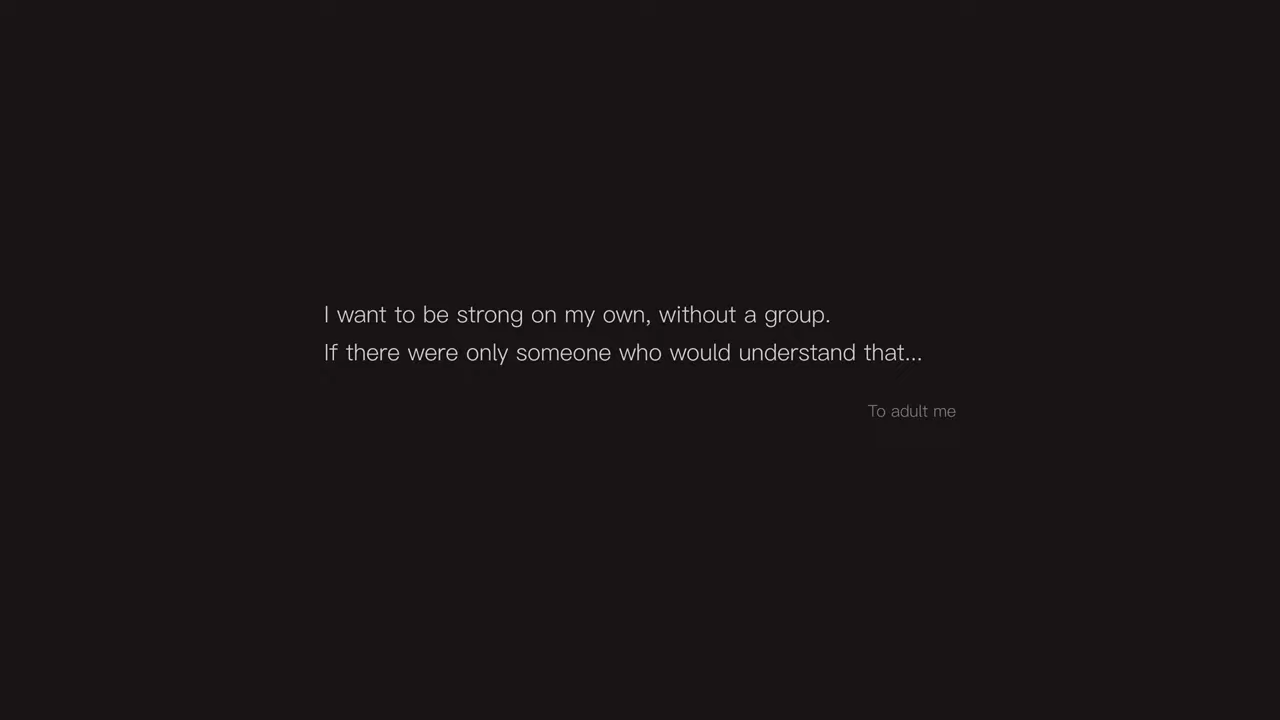 I want to be strong on my own, without a group.
If there were only someone who would understand that...
To adult me